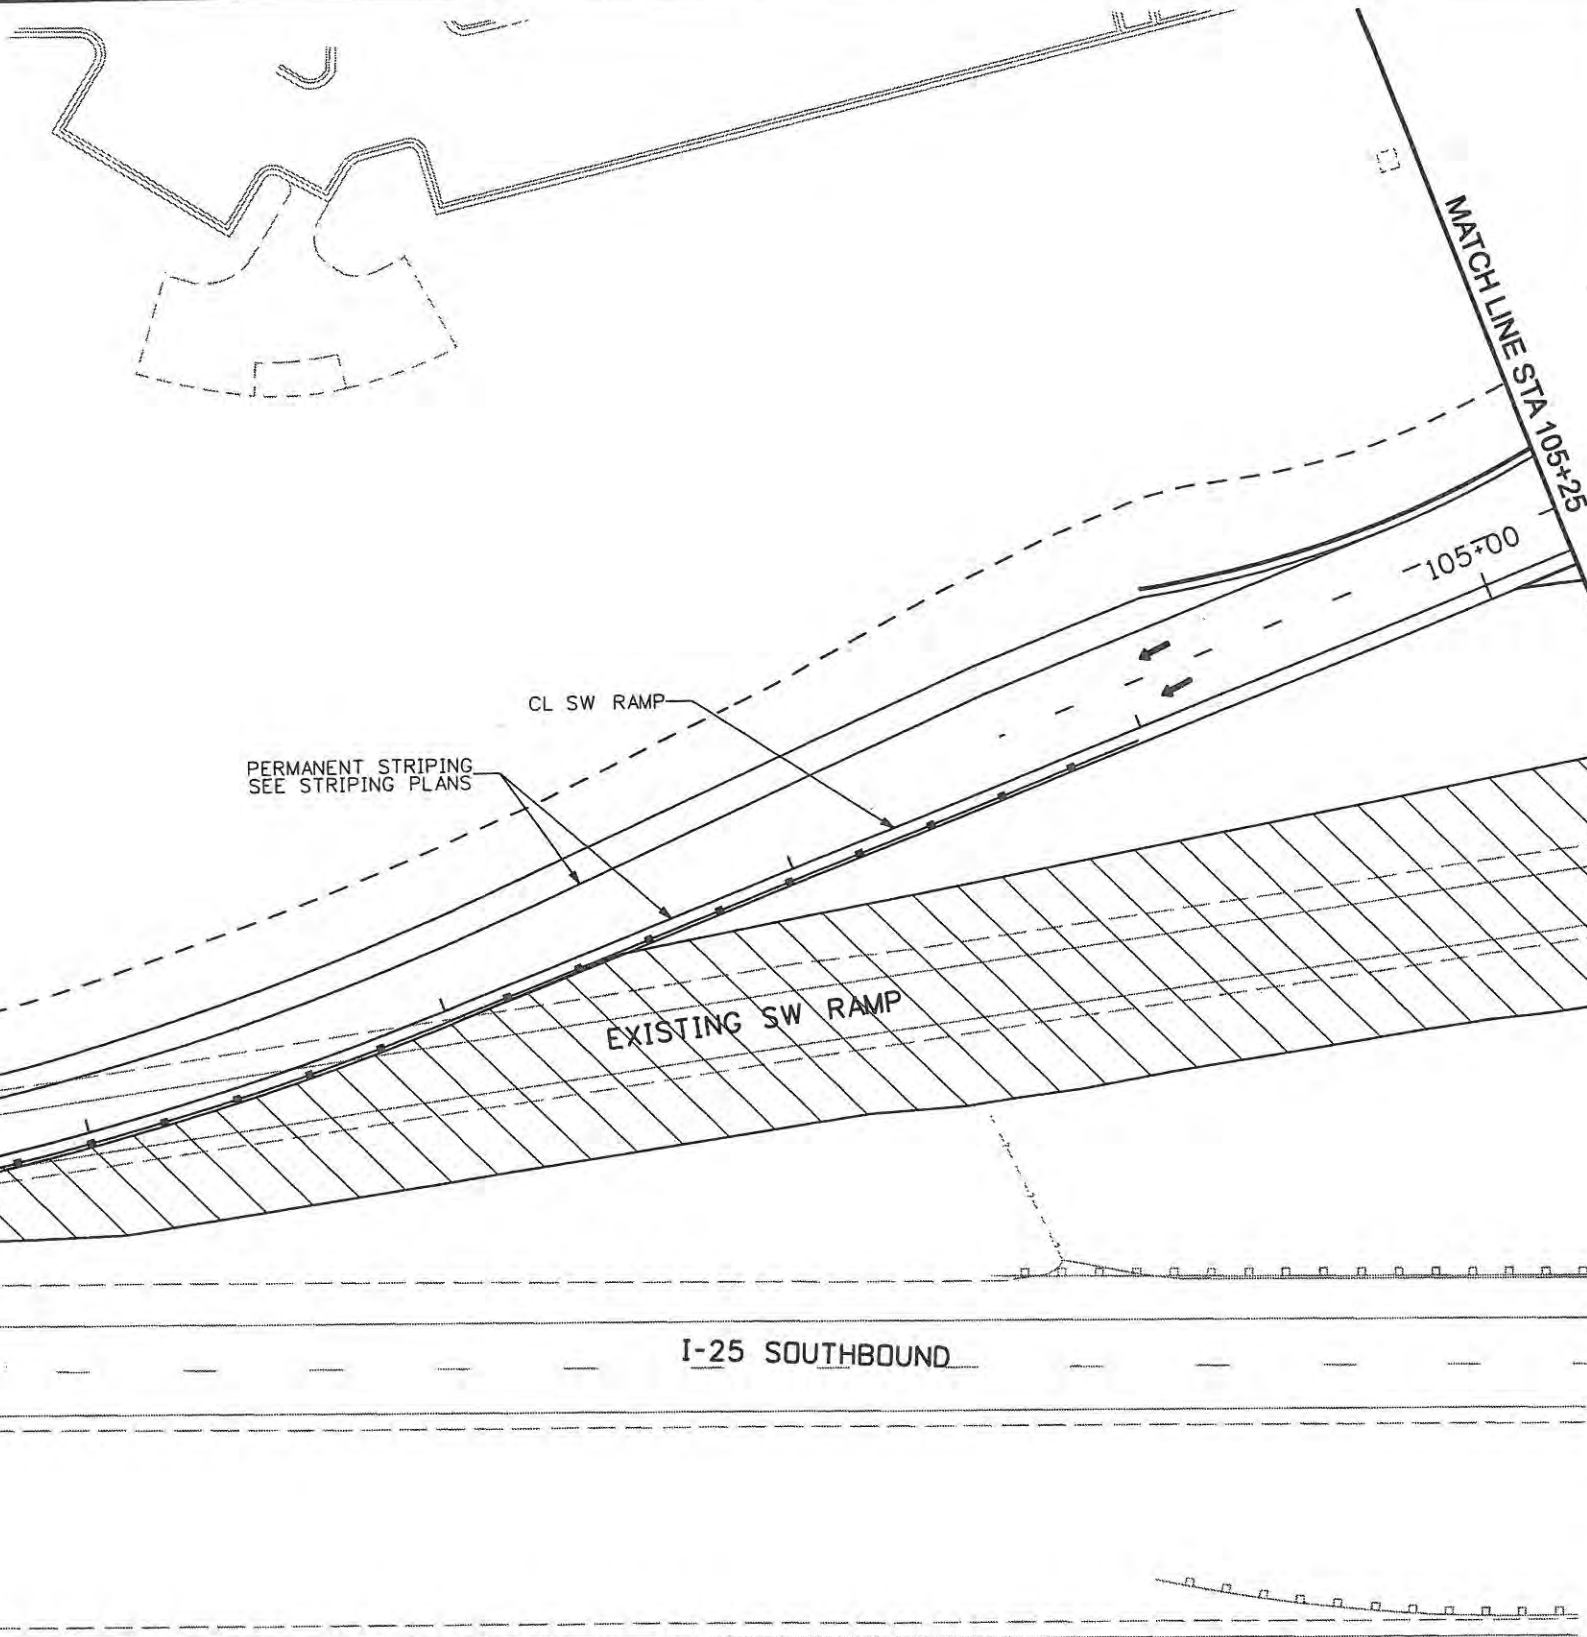 MATCH LINE STA 105+25
105+00
CL SW RAMP
PERMANENT STRIPING
SEE STRIPING PLANS
EXISTING SW RAMP
I-25 SOUTHBOUND